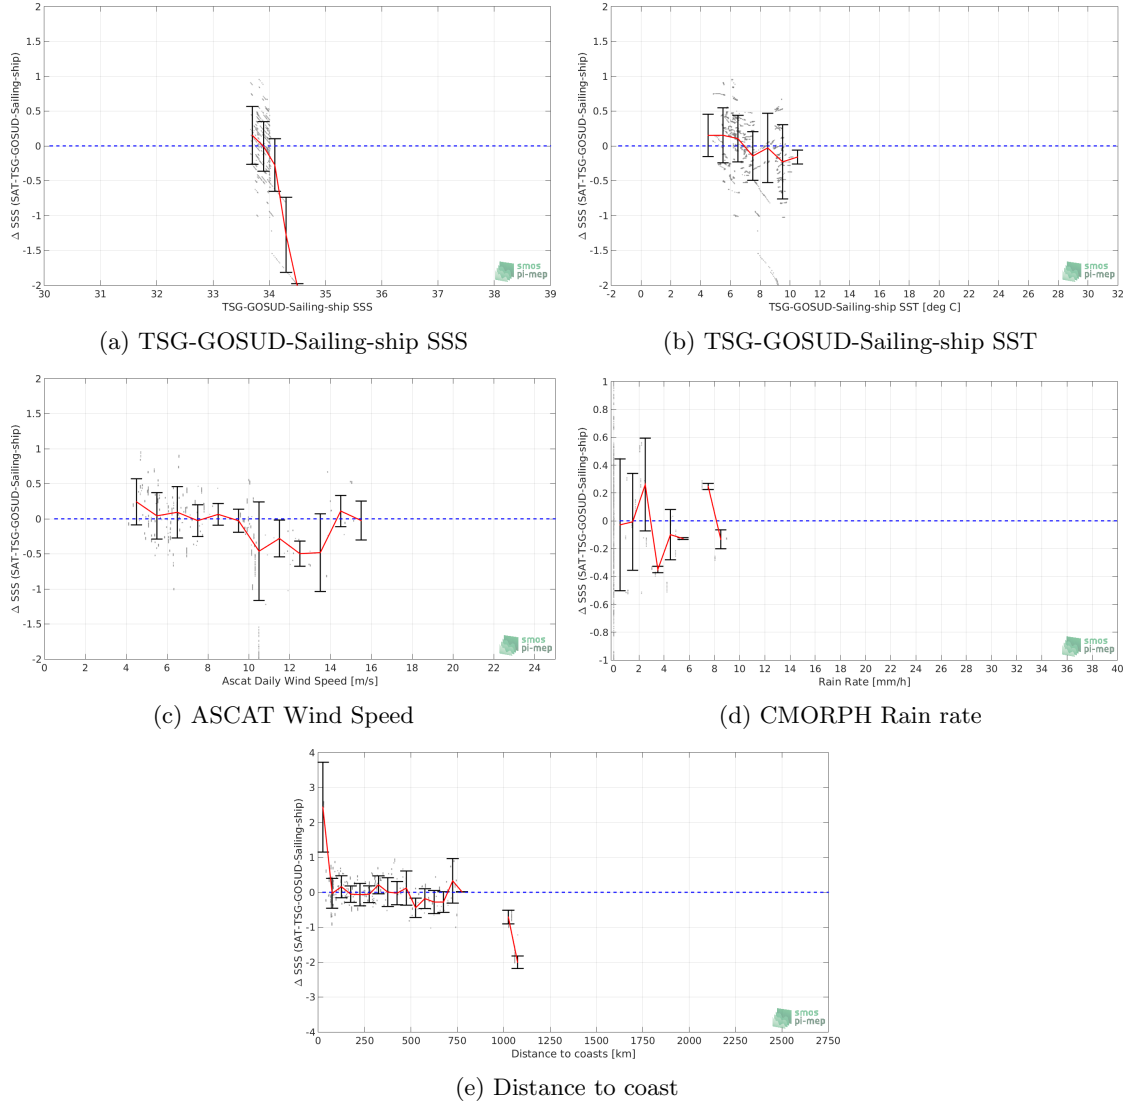 2
1.5
1
0.5
0
-0.5
-1
-1.5
-2
Δ SSS (SAT-TSG-GOSUD-Sailing-ship)
30 31 32 33 34 35 36 37 38 39
TSG-GOSUD-Sailing-ship SSS
smos
pi-mep
(a) TSG-GOSUD-Sailing-ship SSS
2
1.5
1
0.5
0
-0.5
-1
-1.5
-2
Δ SSS (SAT-TSG-GOSUD-Sailing-ship)
-2 0 2 4 6 8 10 12 14 16 18 20 22 24 26 28 30 32
TSG-GOSUD-Sailing-ship SST [deg C]
smos
pi-mep
(b) TSG-GOSUD-Sailing-ship SST
2
1.5
1
0.5
0
-0.5
-1
-1.5
-2
Δ SSS (SAT-TSG-GOSUD-Sailing-ship)
0 2 4 6 8 10 12 14 16 18 20 22 24
Ascat Daily Wind Speed [m/s]
smos
pi-mep
(c) ASCAT Wind Speed
1
0.8
0.6
0.4
0.2
0
-0.2
-0.4
-0.6
-0.8
-1
Δ SSS (SAT-TSG-GOSUD-Sailing-ship)
0 2 4 6 8 10 12 14 16 18 20 22 24 26 28 30 32 34 36 38 40
Rain Rate [mm/h]
smos
pi-mep
(d) CMORPH Rain rate
4
3
2
1
0
-1
-2
-3
-4
Δ SSS (SAT-TSG-GOSUD-Sailing-ship)
0 250 500 750 1000 1250 1500 1750 2000 2250 2500 2750
Distance to coasts [km]
smos
pi-mep
(e) Distance to coast